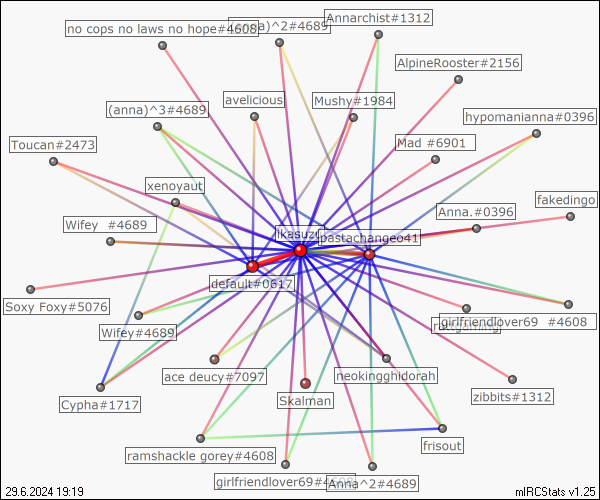 no cops no laws no hope#4608
^2#4689
Annarchist#1312
AlpineRooster#2156
(anna)^3#4689
avelicious
Mushy#1984
hypomanianna#0396
Toucan#2473
Mad #6901
xenoyaut
fakedingo
Anna.#0396
Wifey #4689
pastachangeo41
default#0617
Soxy Foxy#5076
girlfriendlover69 #4608
Wifey#4689
ace deucy#7097
neokingghidorah
Cypha#1717
Skalman
zibbits#1312
frisout
ramshackle gorey#4608
girlfriendlover69#4608
Anna^2#4689
29.6.2024 19:19
mIRCStats v1.25